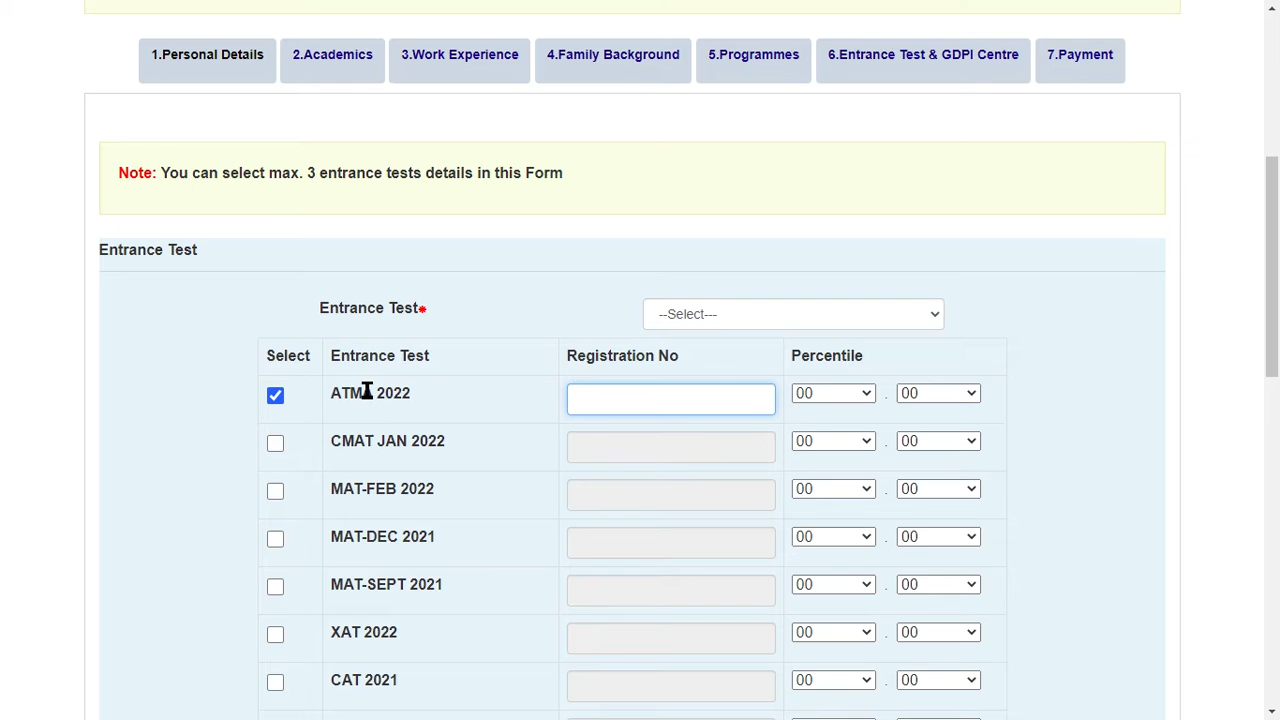 1.Personal Details 2.Academics 3.Work Experience 4.Family Background 5.Programmes 6.Entrance Test & GDPI Centre 7.Payment
Note: You can select max. 3 entrance tests details in this Form
Entrance Test
Entrance Test* --Select---
Select Entrance Test Registration No Percentile
2022 00 . 00
CMAT JAN 2022 00 . 00
MAT-FEB 2022 00 . 00
MAT-DEC 2021 00 . 00
MAT-SEPT 2021 00 . 00
XAT 2022 00 . 00
CAT 2021 00 . 00